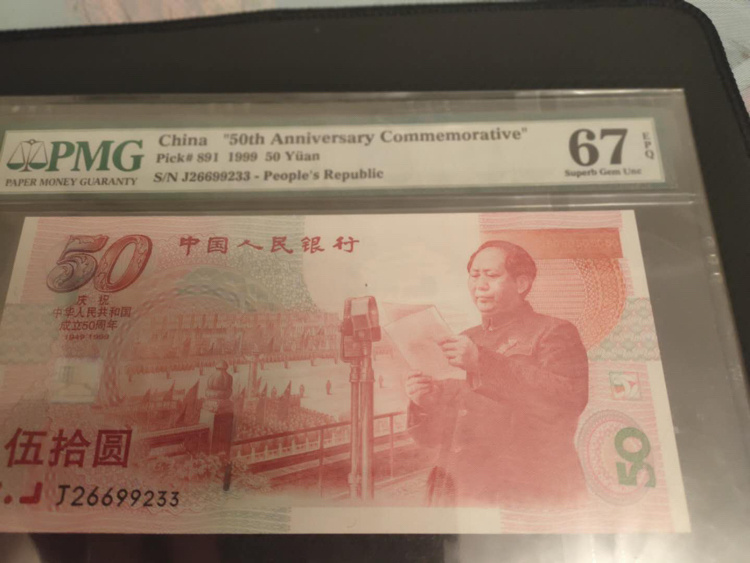 PMG
PAPER MONEY GUARANTY
China "50th Anniversary Commemorative"
Pick# 891 1999 50 Yüan
S/N J26699233 - People's Republic
67
EPQ
Superb Gem Unc
50
中国人民银行
庆祝
中华人民共和国
成立50周年
1949-1999
伍拾圆
J26699233
50